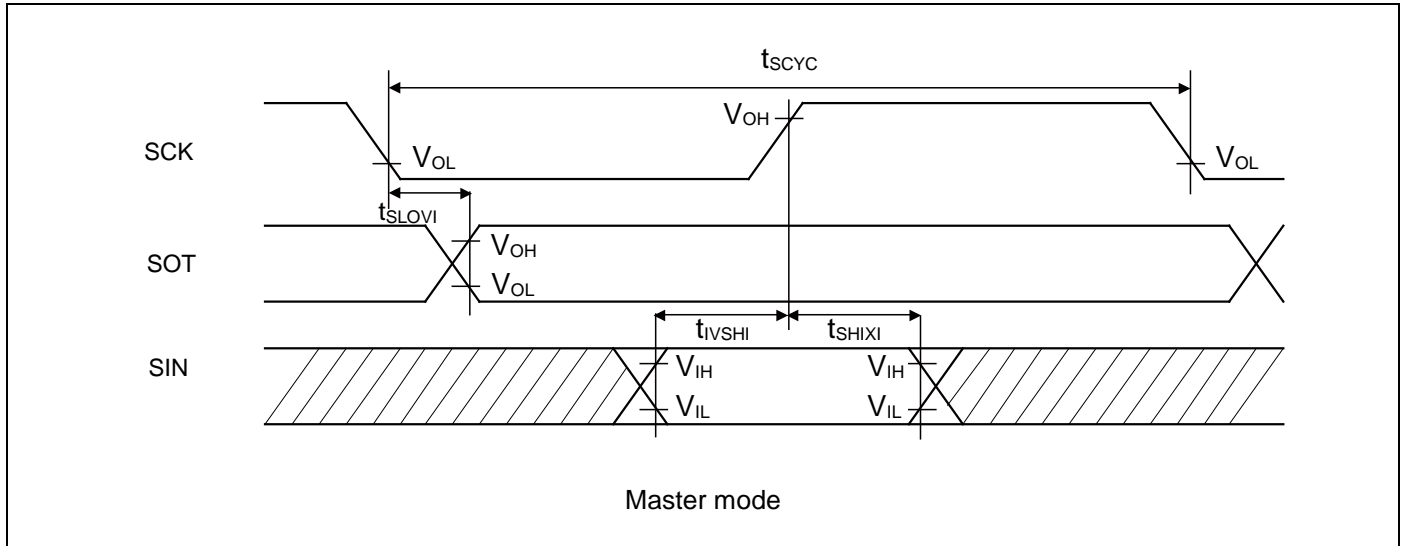 tSCYC
SCK
VOH
VOL
VOL
tSLOVI
SOT
VOH
VOL
tIVSHI
tSHIXI
SIN
VIH
VIH
VIL
VIL
Master mode